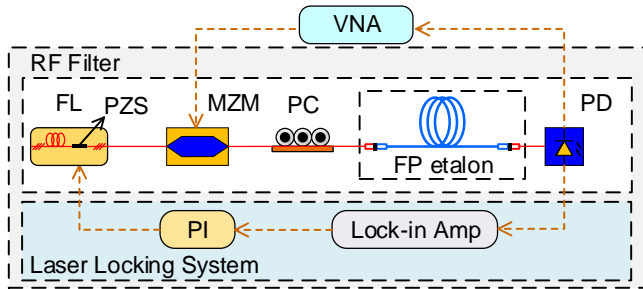 VNA
RF Filter
FL PZS MZM PC PD
FP etalon
PI Lock-in Amp
Laser Locking System